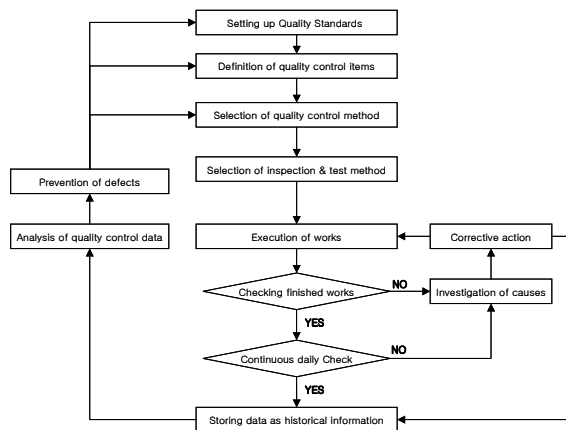 Setting up Quality Standards
Definition of quality control items
Selection of quality control method
Selection of inspection & test method
Prevention of defects
Analysis of quality control data
Execution of works
Corrective action
Checking finished works
NO
Investigation of causes
YES
Continuous daily Check
NO
YES
Storing data as historical information